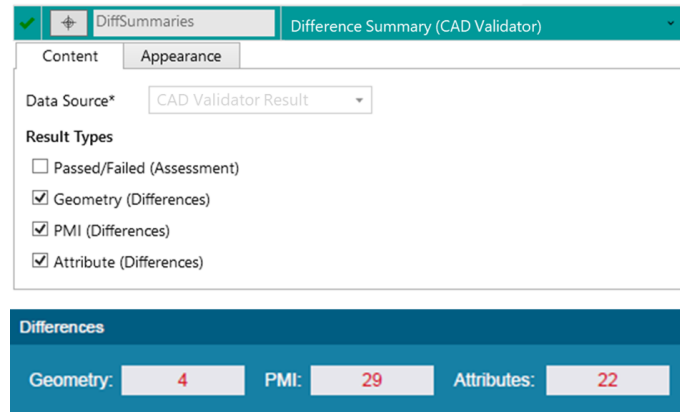 DiffSummaries Difference Summary (CAD Validator)
Content Appearance
Data Source* CAD Validator Result
Result Types
Passed/Failed (Assessment)
Geometry (Differences)
PMI (Differences)
Attribute (Differences)
Differences
Geometry: 4 PMI: 29 Attributes: 22